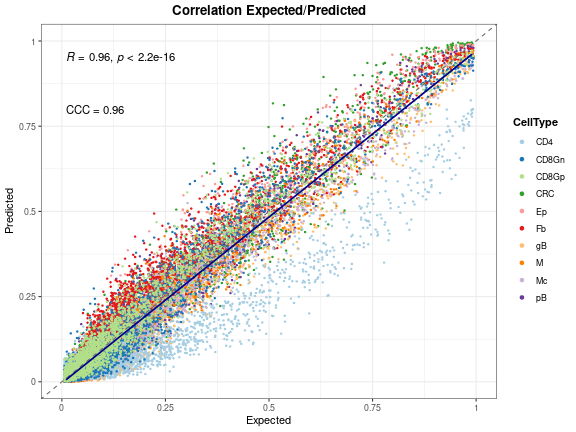 Correlation Expected/Predicted
R = 0.96, p < 2.2e-16
CCC = 0.96
Predicted
1
0.75
0.5
0.25
0
0
0.25
0.5
0.75
1
Expected
CellType
CD4
CD8Gn
CD8Gp
CRC
Ep
Fb
gB
M
Mc
pB